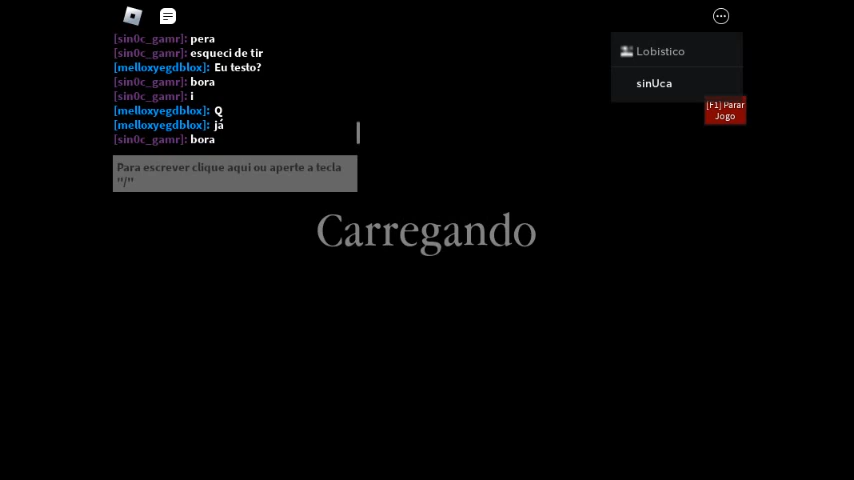 [sin0c_gamr]: pera
[sin0c_gamr]: esqueci de tir
[melloxyegdblox]: Eu testo?
[sin0c_gamr]: bora
[sin0c_gamr]: i
[melloxyegdblox]: Q
[melloxyegdblox]: já
[sin0c_gamr]: bora
Para escrever clique aqui ou aperte a tecla
"/"
Lobistico
sinUca
[F1] Parar
Jogo
Carregando